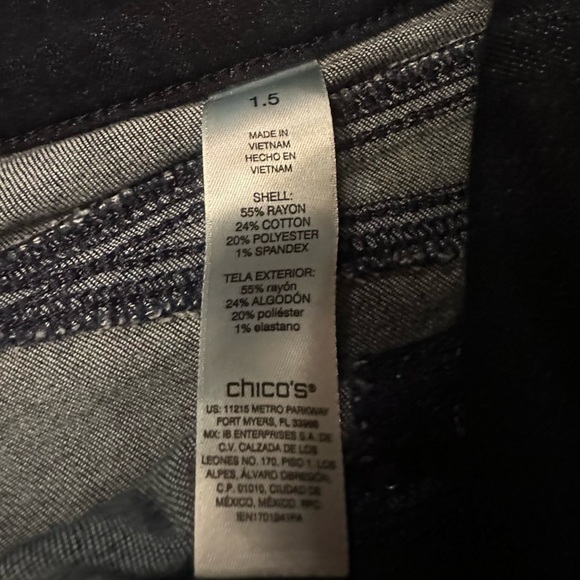 1.5
MADE IN
VIETNAM
HECHO EN
VIETNAM
SHELL:
55% RAYON
24% COTTON
20% POLYESTER
1% SPANDEX
TELA EXTERIOR:
55% rayón
24% ALGODÓN
20% poliéster
1% elastano
chico's®
US: 11215 METRO PARKWAY
FORT MYERS, FL 33966
MX: IB ENTERPRISES S.A. DE
C.V. CALZADA DE LOS
LEONES NO. 170, PISO 1. LOS
ALPES, ÁLVARO OBREGIÓN,
C.P. 01010, CIUDAD DE
MÉXICO, MÉXICO, RFC: